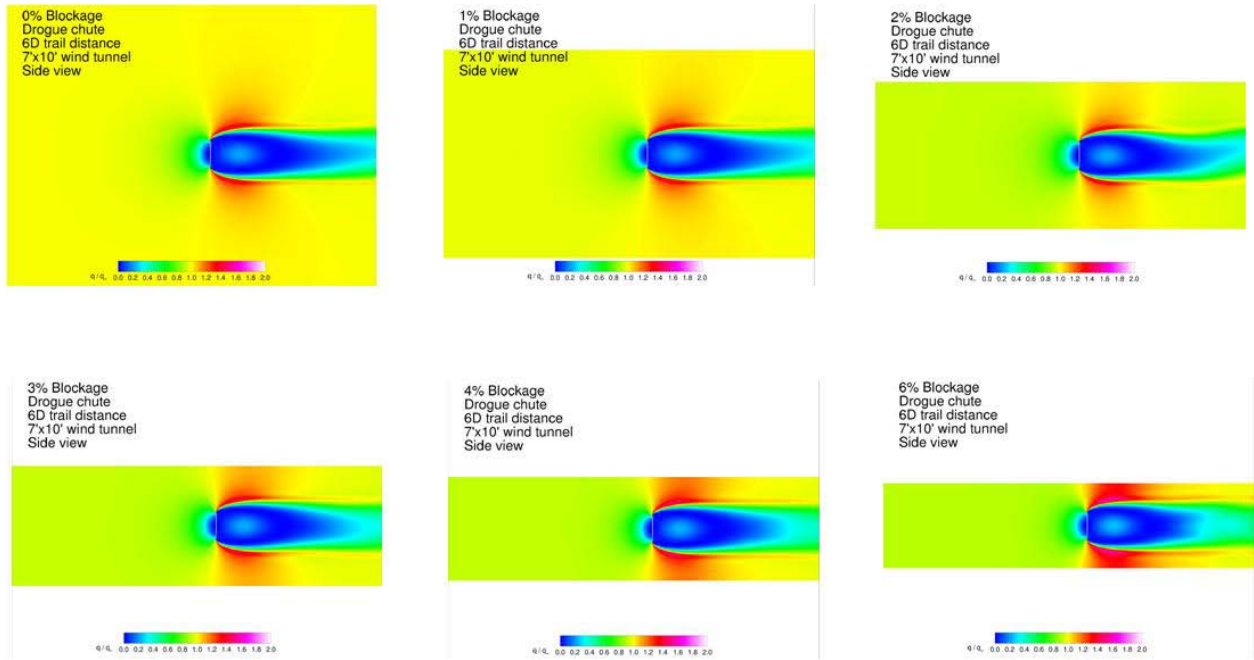 0% Blockage
Drogue chute
6D trail distance
7'x10' wind tunnel
Side view
q / q∞ 0.0 0.2 0.4 0.6 0.8 1.0 1.2 1.4 1.6 1.8 2.0
1% Blockage
Drogue chute
6D trail distance
7'x10' wind tunnel
Side view
q / q∞ 0.0 0.2 0.4 0.6 0.8 1.0 1.2 1.4 1.6 1.8 2.0
2% Blockage
Drogue chute
6D trail distance
7'x10' wind tunnel
Side view
q / q∞ 0.0 0.2 0.4 0.6 0.8 1.0 1.2 1.4 1.6 1.8 2.0
3% Blockage
Drogue chute
6D trail distance
7'x10' wind tunnel
Side view
q / q∞ 0.0 0.2 0.4 0.6 0.8 1.0 1.2 1.4 1.6 1.8 2.0
4% Blockage
Drogue chute
6D trail distance
7'x10' wind tunnel
Side view
q / q∞ 0.0 0.2 0.4 0.6 0.8 1.0 1.2 1.4 1.6 1.8 2.0
6% Blockage
Drogue chute
6D trail distance
7'x10' wind tunnel
Side view
q / q∞ 0.0 0.2 0.4 0.6 0.8 1.0 1.2 1.4 1.6 1.8 2.0